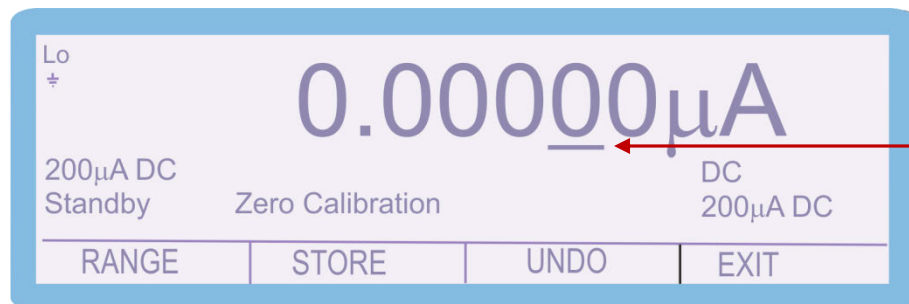 Lo
0.00000µA
200µA DC
DC
Standby
Zero Calibration
200µA DC
RANGE
STORE
UNDO
EXIT